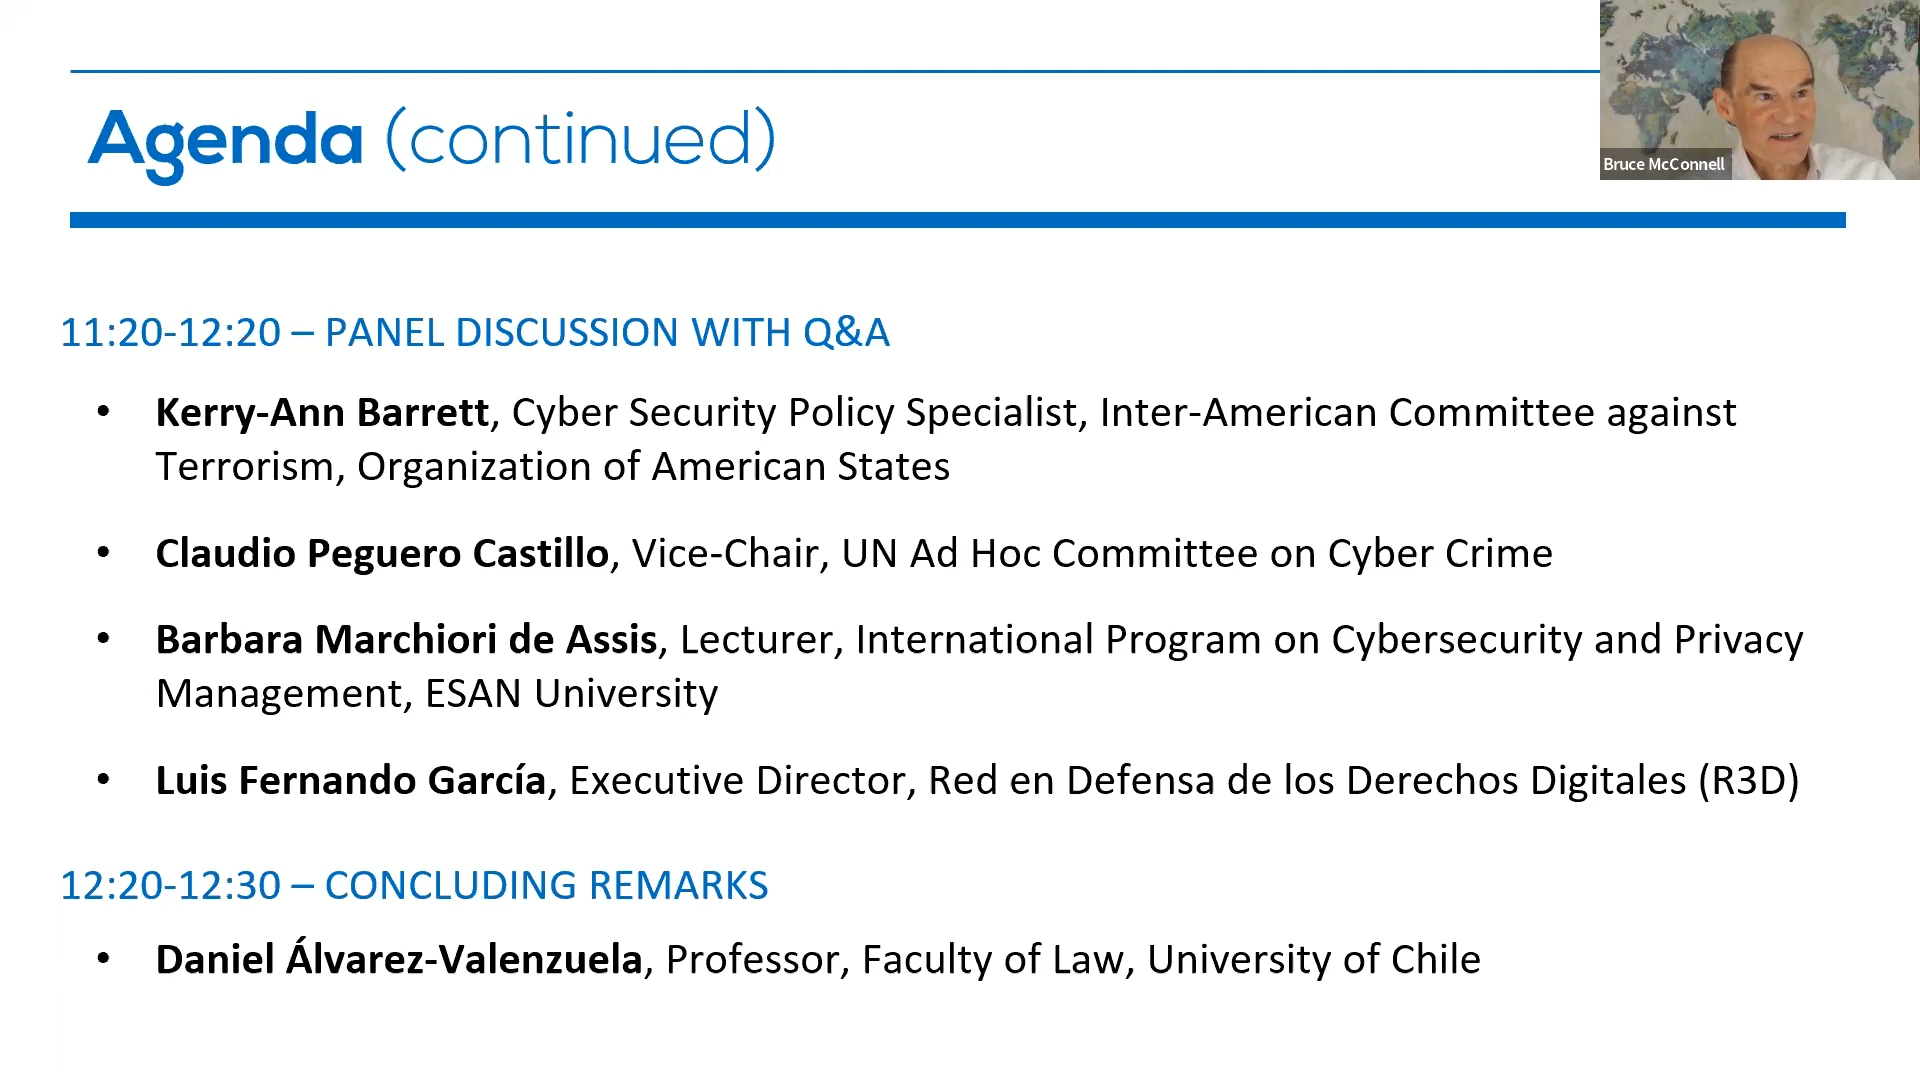 Agenda (continued)
Bruce McConnell
11:20-12:20 – PANEL DISCUSSION WITH Q&A
• Kerry-Ann Barrett, Cyber Security Policy Specialist, Inter-American Committee against
Terrorism, Organization of American States
• Claudio Peguero Castillo, Vice-Chair, UN Ad Hoc Committee on Cyber Crime
• Barbara Marchiori de Assis, Lecturer, International Program on Cybersecurity and Privacy
Management, ESAN University
• Luis Fernando García, Executive Director, Red en Defensa de los Derechos Digitales (R3D)
12:20-12:30 – CONCLUDING REMARKS
• Daniel Álvarez-Valenzuela, Professor, Faculty of Law, University of Chile